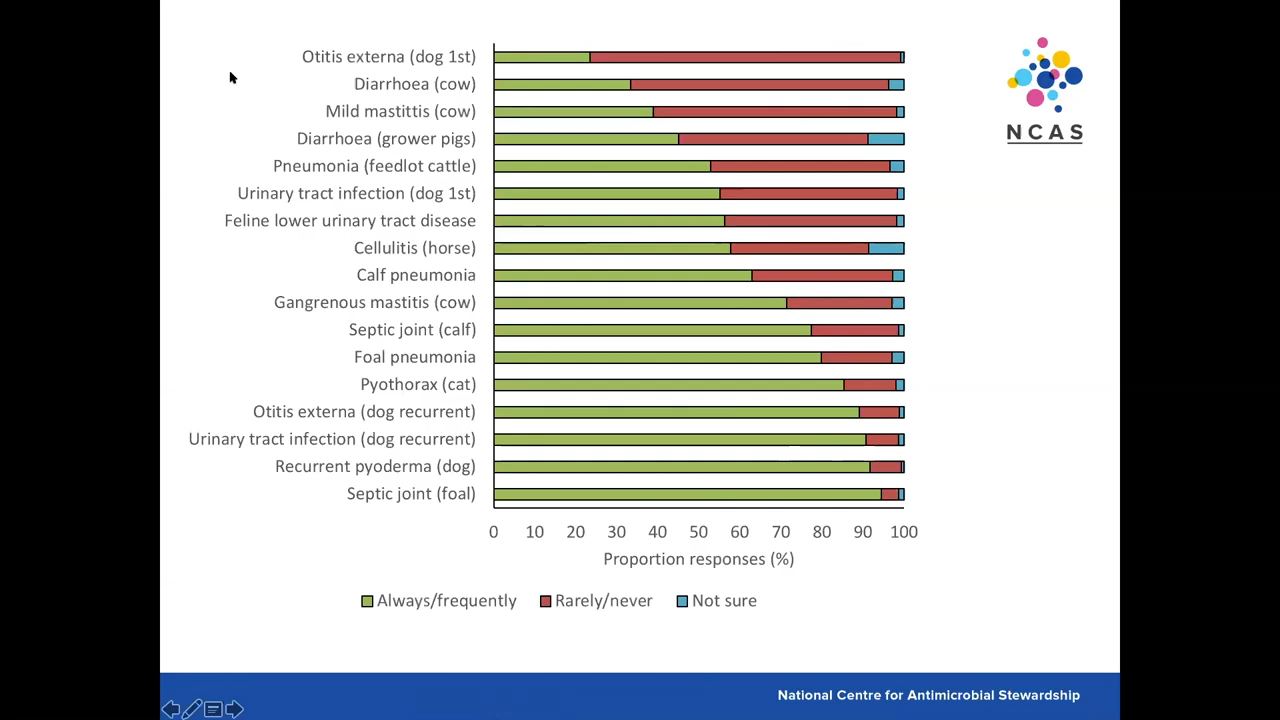 Otitis externa (dog 1st)
Diarrhoea (cow)
Mild mastittis (cow)
Diarrhoea (grower pigs)
Pneumonia (feedlot cattle)
Urinary tract infection (dog 1st)
Feline lower urinary tract disease
Cellulitis (horse)
Calf pneumonia
Gangrenous mastitis (cow)
Septic joint (calf)
Foal pneumonia
Pyothorax (cat)
Otitis externa (dog recurrent)
Urinary tract infection (dog recurrent)
Recurrent pyoderma (dog)
Septic joint (foal)
0 10 20 30 40 50 60 70 80 90 100
Proportion responses (%)
Always/frequently Rarely/never Not sure
NCAS
National Centre for Antimicrobial Stewardship